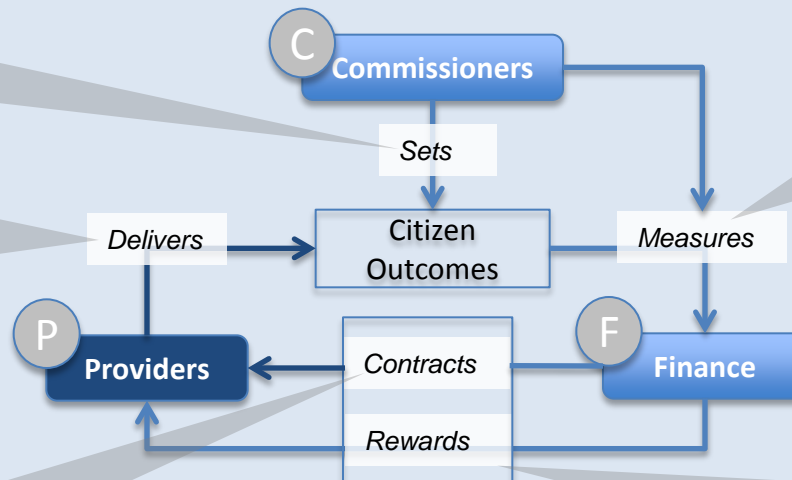 C
Commissioners
Sets
Delivers
Citizen
Outcomes
Measures
P
Providers
Contracts
F
Finance
Rewards